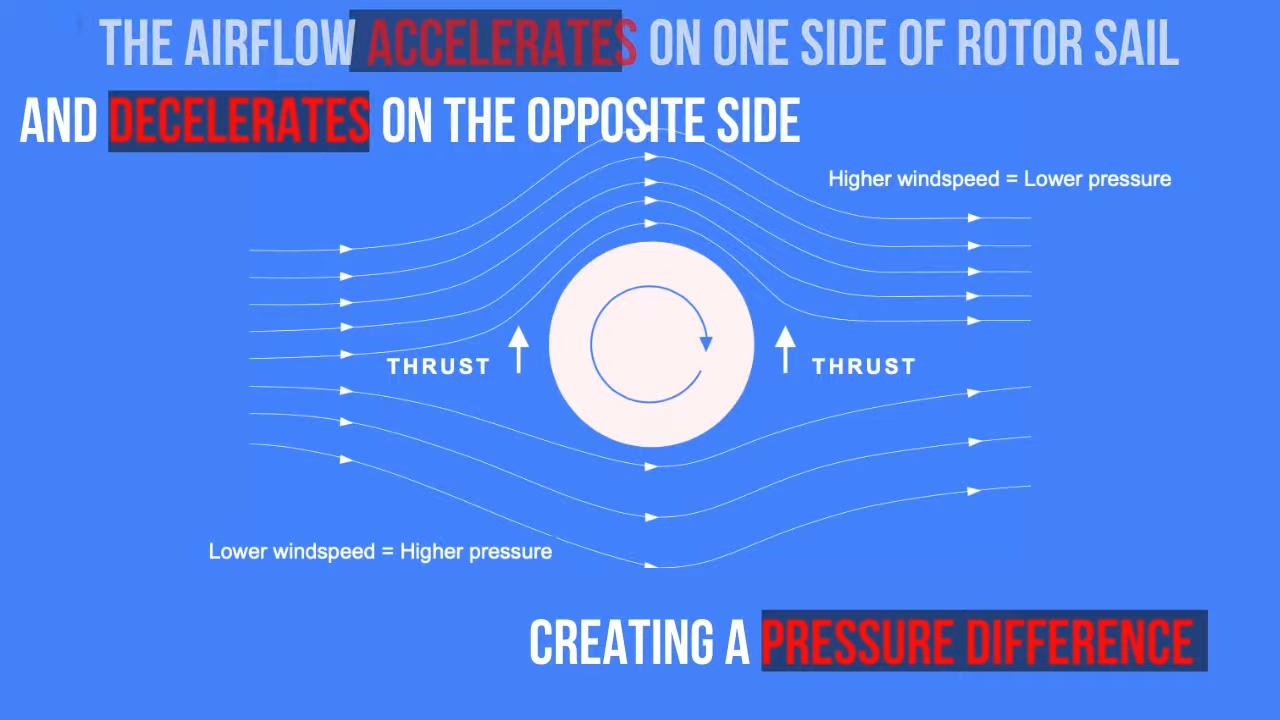 THE AIRFLOW ACCELERATES ON ONE SIDE OF ROTOR SAIL
AND DECELERATES ON THE OPPOSITE SIDE
Higher windspeed = Lower pressure
THRUST
THRUST
Lower windspeed = Higher pressure
CREATING A PRESSURE DIFFERENCE